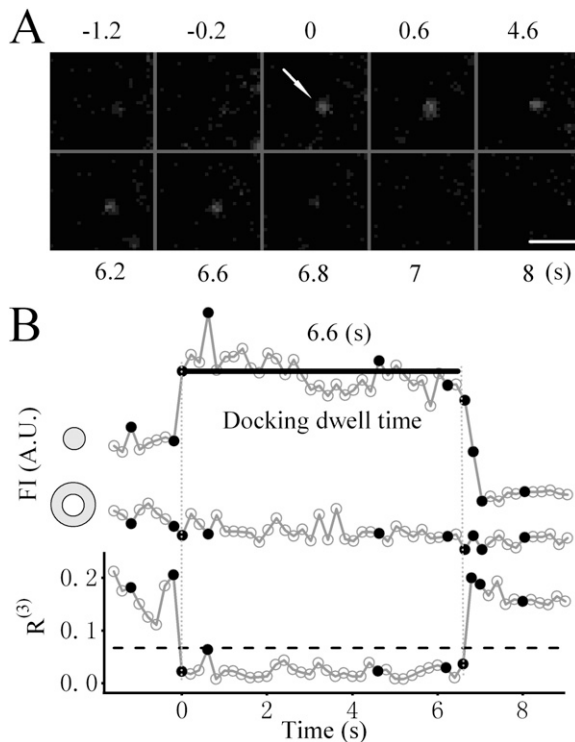 A
-1.2 -0.2 0 0.6 4.6
6.2 6.6 6.8 7 8 (s)
B
6.6 (s)
Docking dwell time
FI (A.U.)
R(3)
0.2
0.1
0.0
0 2 4 6 8
Time (s)